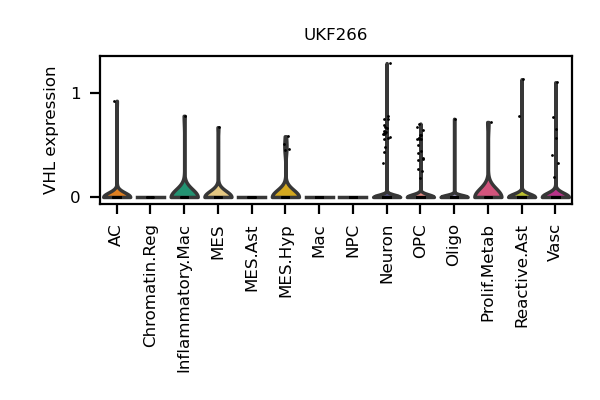 UKF266
VHL expression
1
0
AC
Chromatin.Reg
Inflammatory.Mac
MES
MES.Ast
MES.Hyp
Mac
NPC
Neuron
OPC
Oligo
Prolif.Metab
Reactive.Ast
Vasc